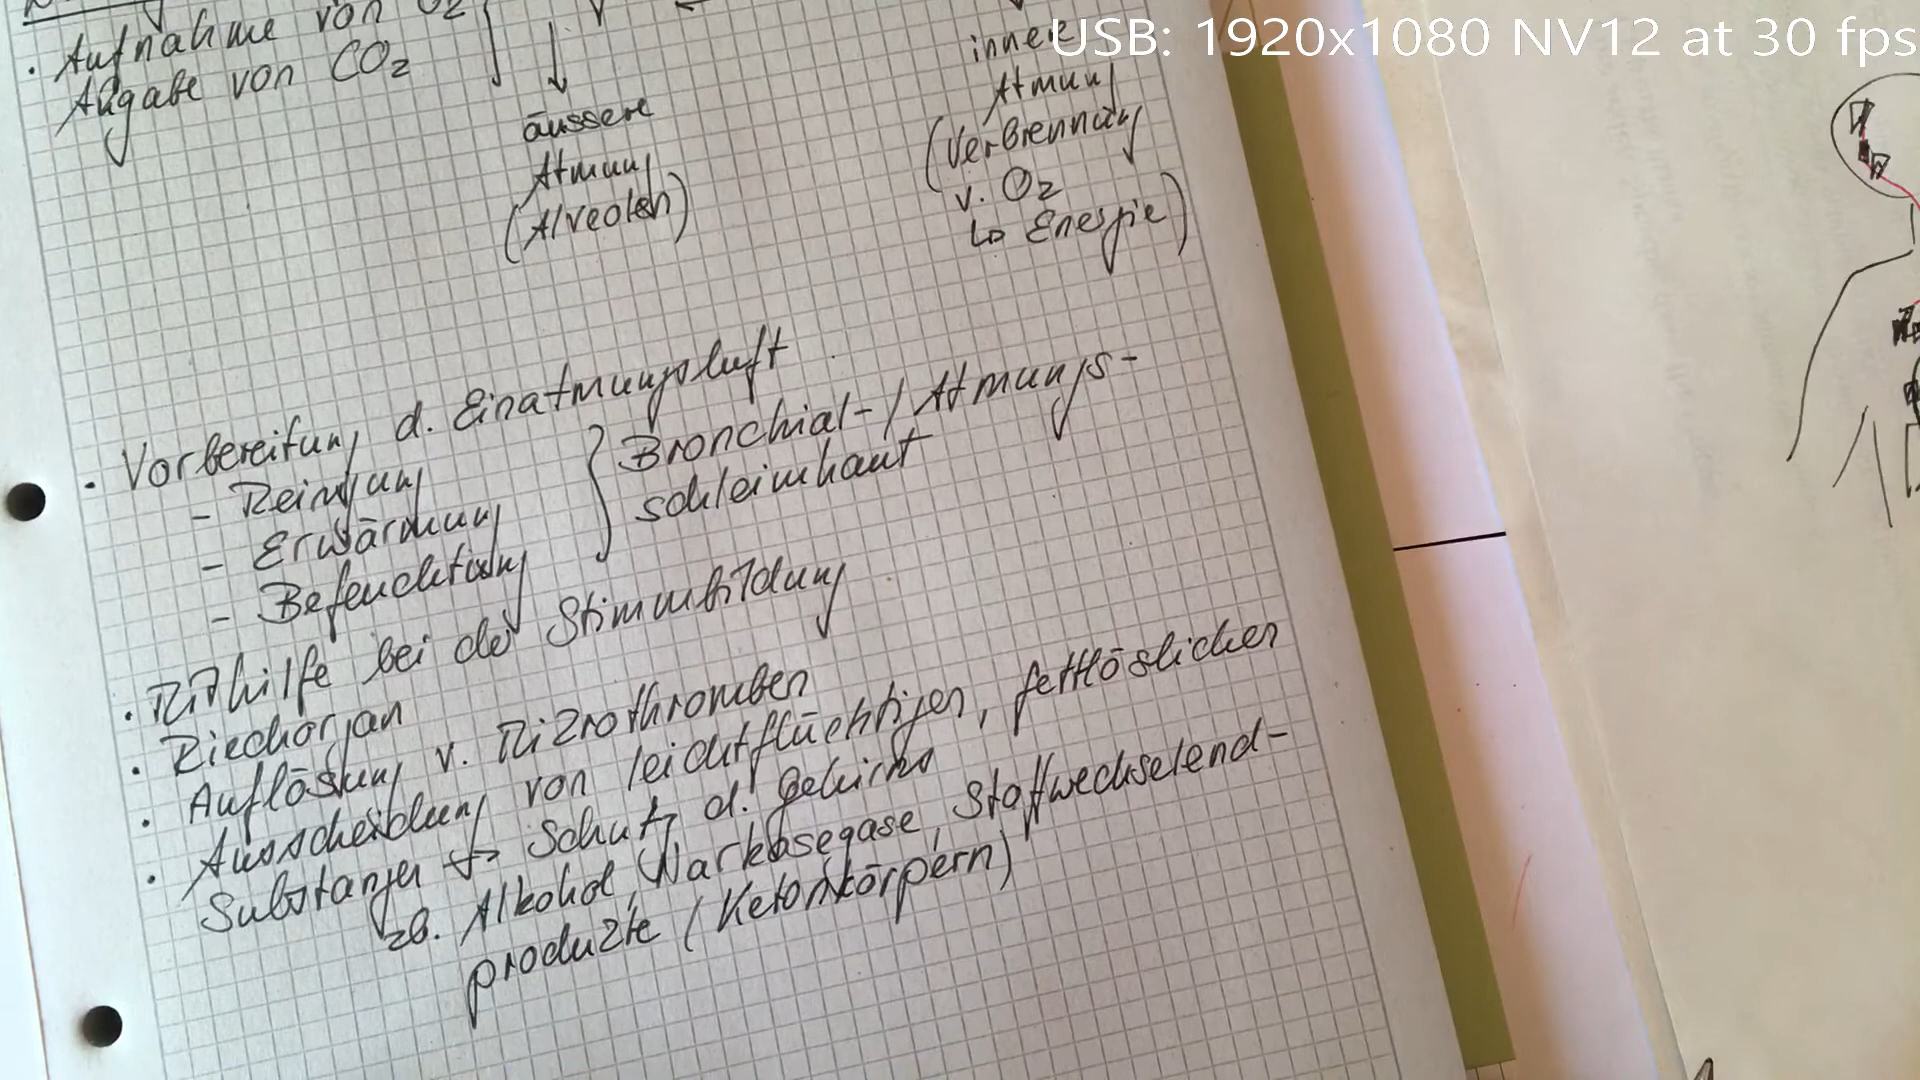 • Aufnahme von O2
Abgabe von CO2
äussere
Atmung
(Alveolen)
innere
Atmung
(Verbrennung
v. O2
↳ Energie)
USB: 1920x1080 NV12 at 30 fps
• Vorbereitung d. Einatmungsluft
- Reinigung
- Erwärmung
- Befeuchtung
} Bronchial-/Atmungs-
schleimhaut
• Mithilfe bei der Stimmbildung
• Riechorgan
• Auflösung v. Mikrothromben
• Ausscheidung von leichtflüchtigen, fettlöslichen
Substanzen → Schutz d. Gehirns
zB. Alkohol, Narkosegase, Stoffwechselend-
produkte (Ketonkörpern)